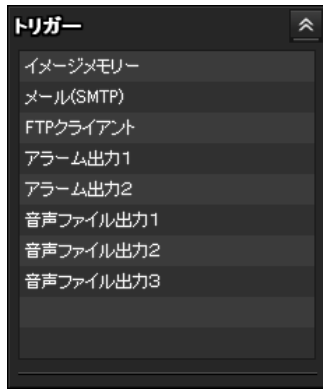 トリガー
イメージメモリー
メール(SMTP)
FTPクライアント
アラーム出力1
アラーム出力2
音声ファイル出力1
音声ファイル出力2
音声ファイル出力3